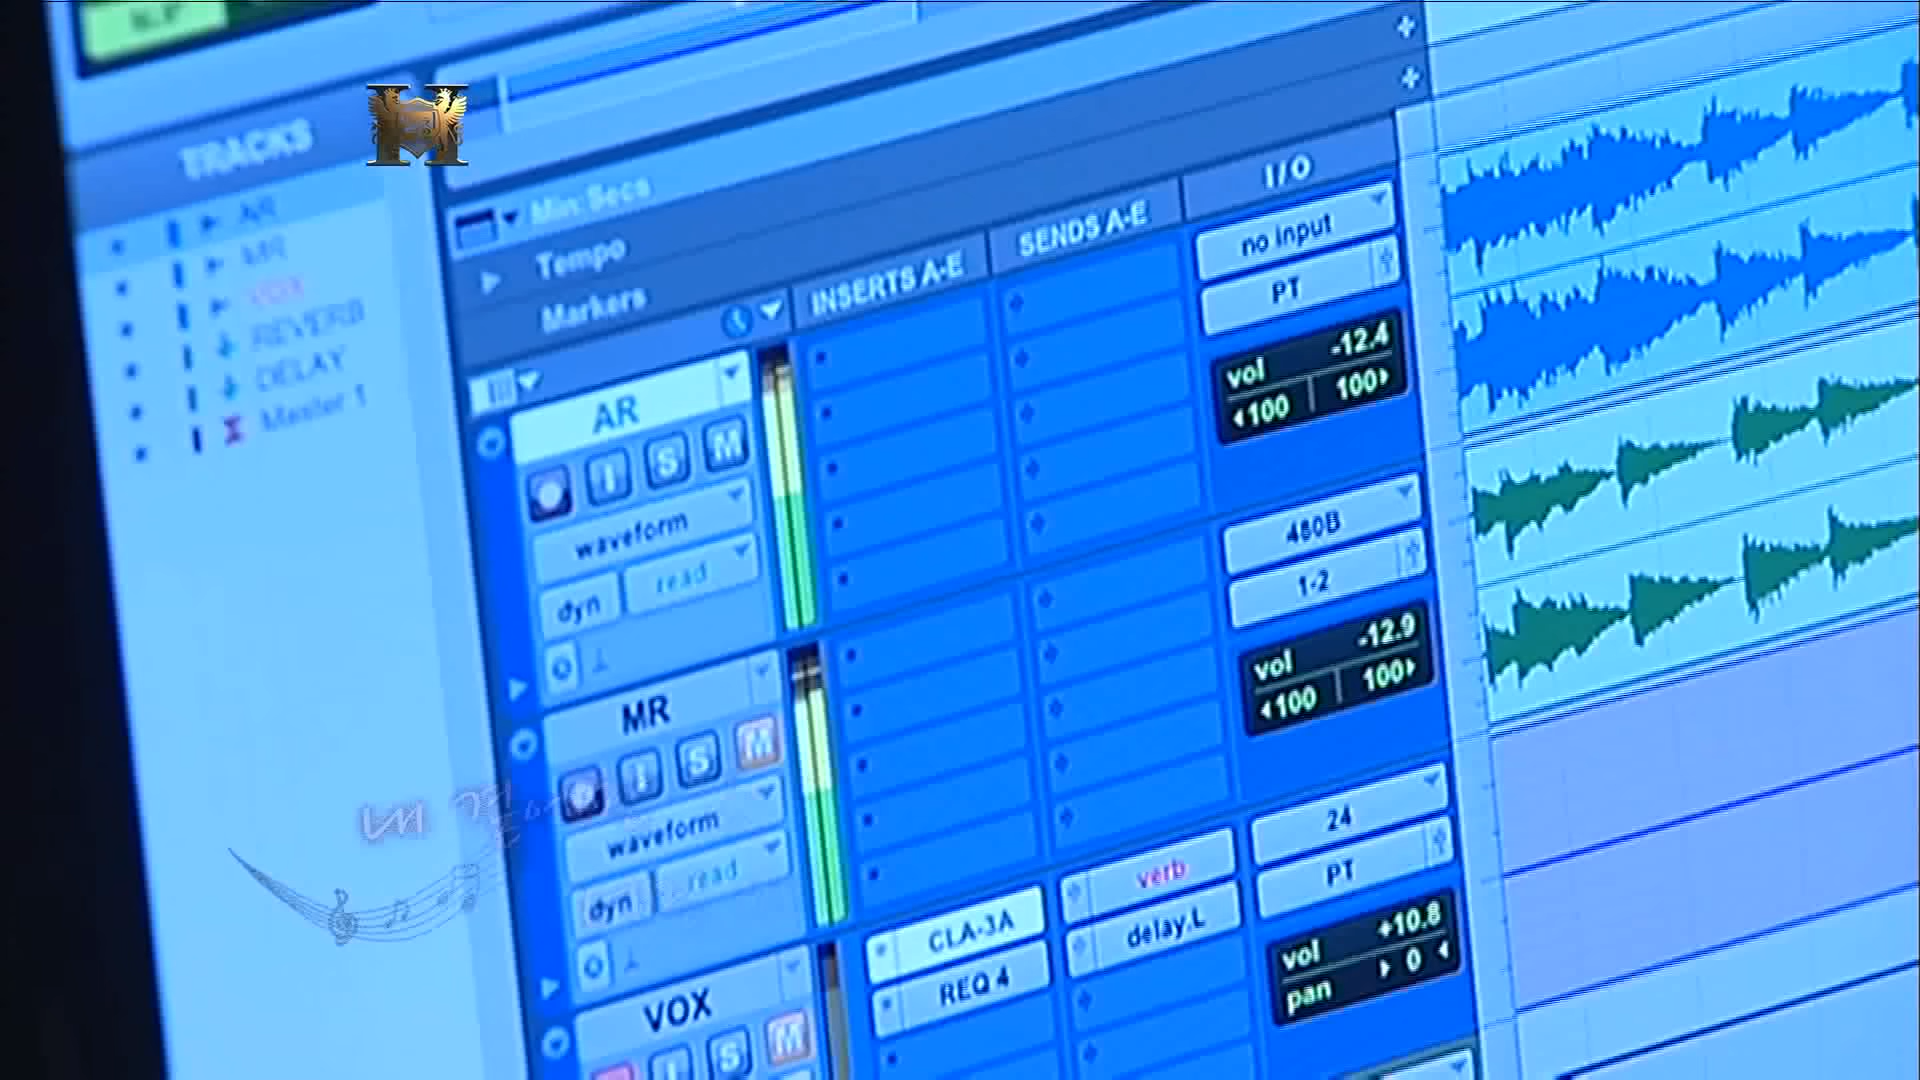 TRACKS
AR
MR
VOX
REVERB
DELAY
Master 1
Min:Secs
Tempo
Markers
INSERTS A-E
SENDS A-E
I/O
AR
I S M
waveform
dyn read
no input
PT
vol -12.4
100 100
MR
I S M
waveform
dyn read
480B
1-2
vol -12.9
100 100
VOX
I S M
CLA-3A
REQ 4
verb
delay.L
24
PT
vol +10.8
pan 0
H